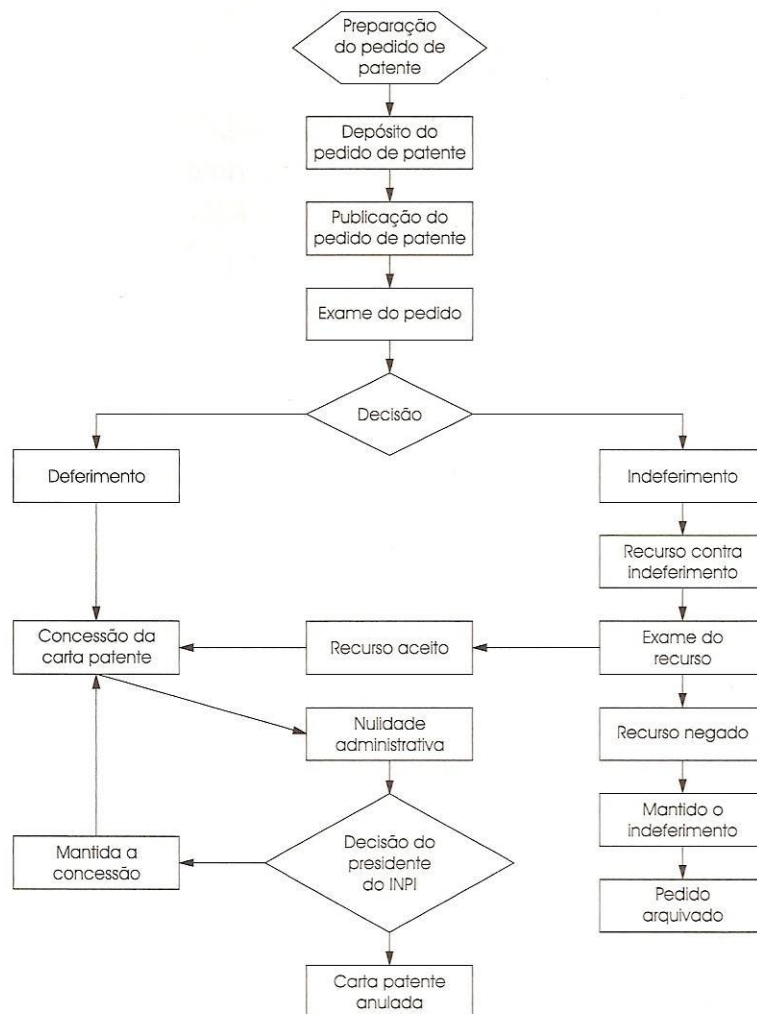 Preparação
do pedido de
patente
Depósito do
pedido de patente
Publicação do
pedido de patente
Exame do pedido
Decisão
Deferimento
Indeferimento
Recurso contra
indeferimento
Concessão da
carta patente
Recurso aceito
Exame do
recurso
Nulidade
administrativa
Recurso negado
Mantida a
concessão
Decisão do
presidente
do INPI
Mantido o
indeferimento
Pedido
arquivado
Carta patente
anulada